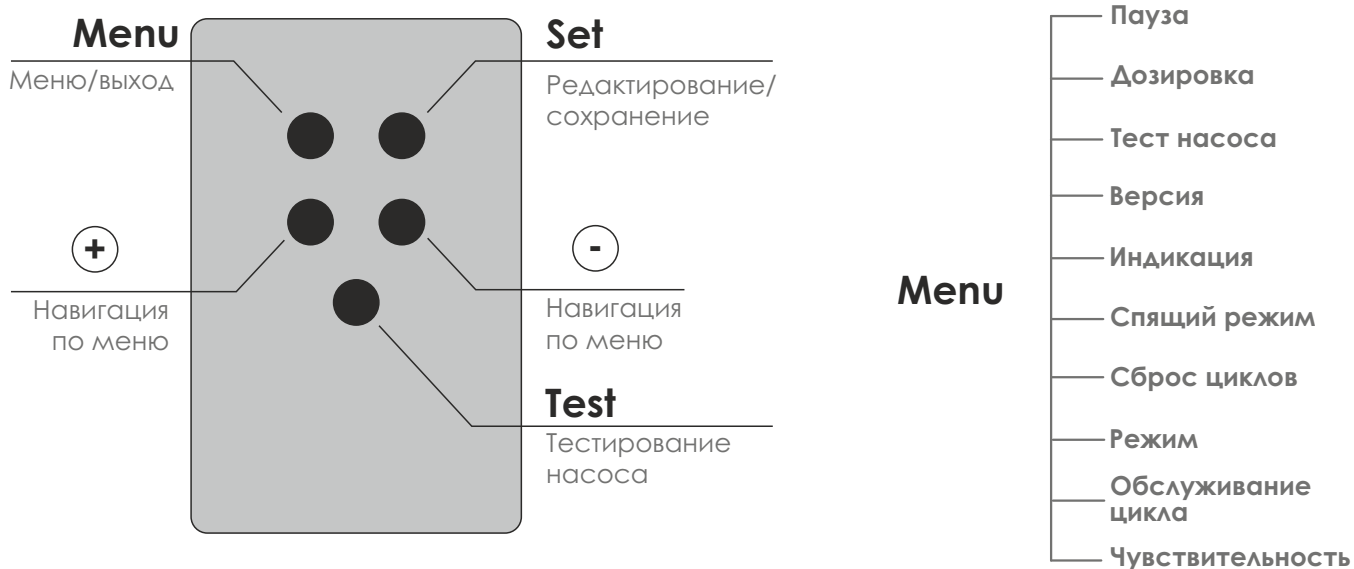 Menu
Меню/выход
Set
Редактирование/
сохранение
+
Навигация
по меню
-
Навигация
по меню
Test
Тестирование
насоса
Menu
Пауза
Дозировка
Тест насоса
Версия
Индикация
Спящий режим
Сброс циклов
Режим
Обслуживание
цикла
Чувствительность